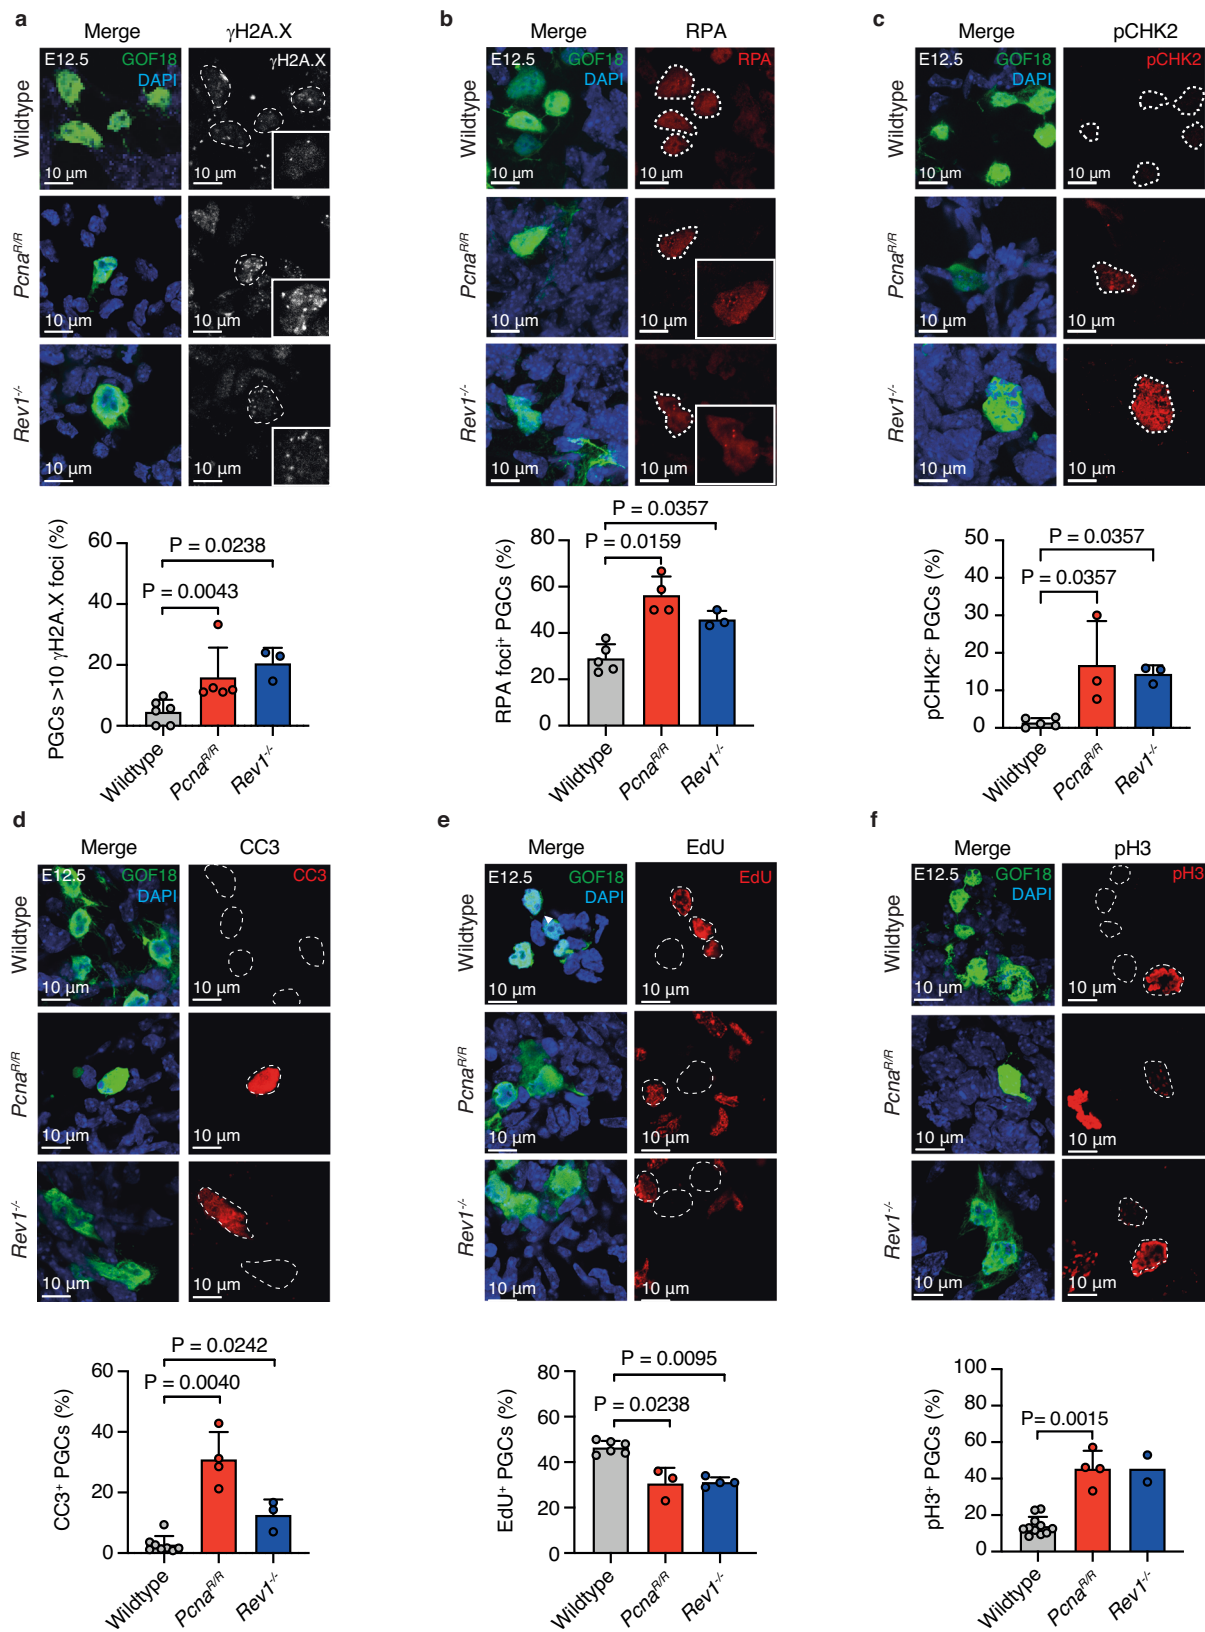 a
Merge
γH2A.X
Wildtype
E12.5
GOF18
DAPI
γH2A.X
10 µm
10 µm
Pcna^R/R
10 µm
10 µm
Rev1^-/-
10 µm
10 µm
PGCs >10 γH2A.X foci (%)
60
40
20
0
P = 0.0238
P = 0.0043
Wildtype
Pcna^R/R
Rev1^-/-
b
Merge
RPA
Wildtype
E12.5
GOF18
DAPI
RPA
10 µm
10 µm
Pcna^R/R
10 µm
10 µm
Rev1^-/-
10 µm
10 µm
RPA foci⁺ PGCs (%)
80
60
40
20
0
P = 0.0357
P = 0.0159
Wildtype
Pcna^R/R
Rev1^-/-
c
Merge
pCHK2
Wildtype
E12.5
GOF18
DAPI
pCHK2
10 µm
10 µm
Pcna^R/R
10 µm
10 µm
Rev1^-/-
10 µm
10 µm
pCHK2⁺ PGCs (%)
50
40
30
20
10
0
P = 0.0357
P = 0.0357
Wildtype
Pcna^R/R
Rev1^-/-
d
Merge
CC3
Wildtype
E12.5
GOF18
DAPI
CC3
10 µm
10 µm
Pcna^R/R
10 µm
10 µm
Rev1^-/-
10 µm
10 µm
CC3⁺ PGCs (%)
60
40
20
0
P = 0.0242
P = 0.0040
Wildtype
Pcna^R/R
Rev1^-/-
e
Merge
EdU
Wildtype
E12.5
GOF18
DAPI
EdU
10 µm
10 µm
Pcna^R/R
10 µm
10 µm
Rev1^-/-
10 µm
10 µm
EdU⁺ PGCs (%)
80
60
40
20
0
P = 0.0095
P = 0.0238
Wildtype
Pcna^R/R
Rev1^-/-
f
Merge
pH3
Wildtype
E12.5
GOF18
DAPI
pH3
10 µm
10 µm
Pcna^R/R
10 µm
10 µm
Rev1^-/-
10 µm
10 µm
pH3⁺ PGCs (%)
100
80
60
40
20
0
P= 0.0015
Wildtype
Pcna^R/R
Rev1^-/-